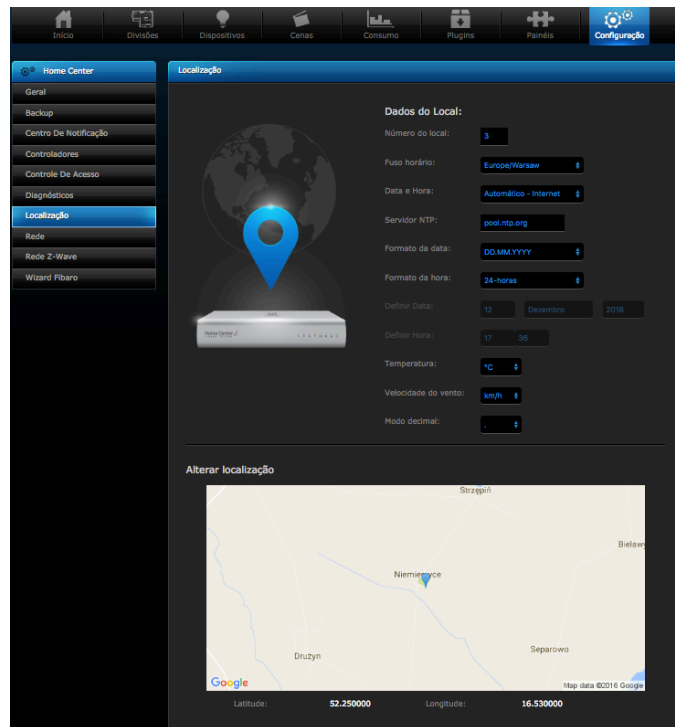 Início Divisões Dispositivos Cenas Consumo Plugins Painéis Configuração
Home Center
Geral
Backup
Centro De Notificação
Controladores
Controle De Acesso
Diagnósticos
Localização
Rede
Rede Z-Wave
Wizard Fibaro
Localização
Dados do Local:
Número do local: 3
Fuso horário: Europe/Warsaw
Data e Hora: Automático - Internet
Servidor NTP: pool.ntp.org
Formato da data: DD.MM.YYYY
Formato da hora: 24-horas
Definir Data: 12 Dezembro 2016
Definir Hora: 17 36
Temperatura: °C
Velocidade do vento: km/h
Modo decimal: .
Home Center 2
Alterar localização
Strzępiń
Bielawy
Niemierzyce
Separowo
Drużyn
Google
Map data ©2016 Google
Latitude: 52.250000 Longitude: 16.530000